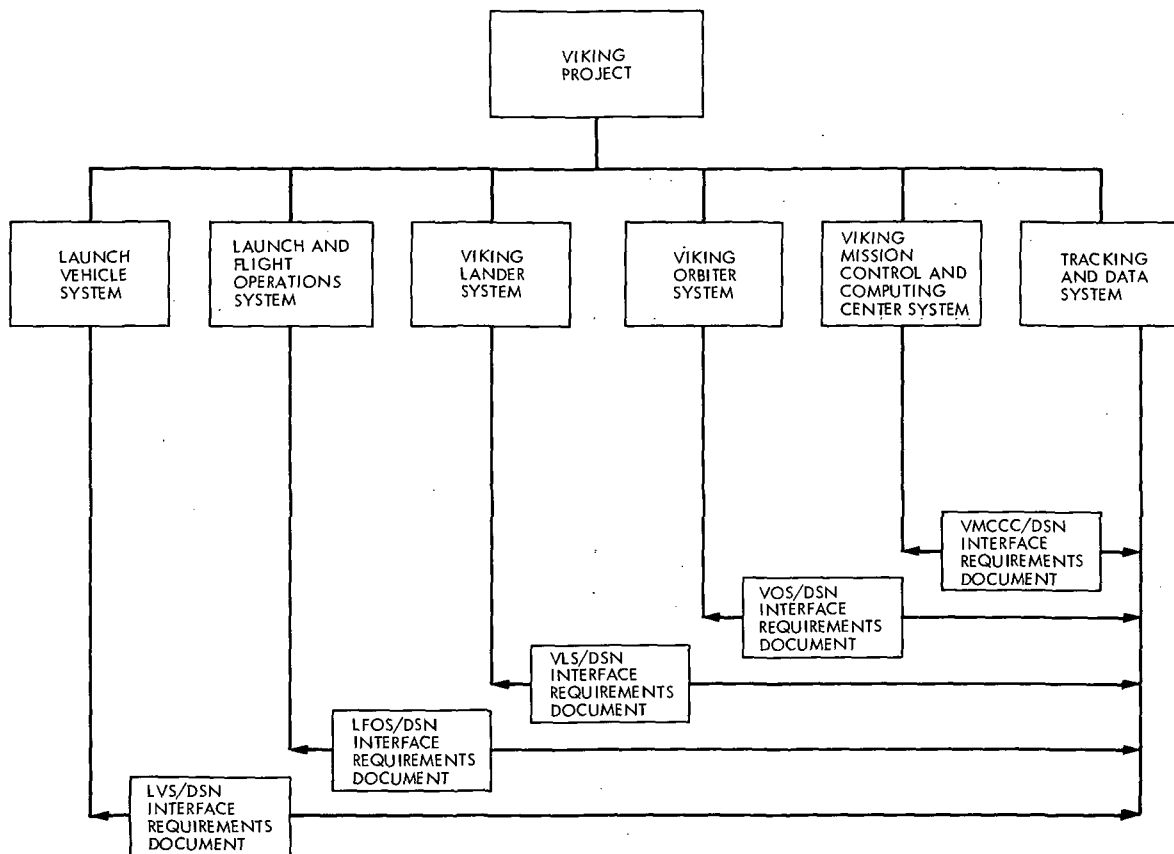 VIKING
PROJECT
LAUNCH
VEHICLE
SYSTEM
LAUNCH AND
FLIGHT
OPERATIONS
SYSTEM
VIKING
LANDER
SYSTEM
VIKING
ORBITER
SYSTEM
VIKING
MISSION
CONTROL AND
COMPUTING
CENTER SYSTEM
TRACKING
AND DATA
SYSTEM
VMCCC/DSN
INTERFACE
REQUIREMENTS
DOCUMENT
VOS/DSN
INTERFACE
REQUIREMENTS
DOCUMENT
VLS/DSN
INTERFACE
REQUIREMENTS
DOCUMENT
LFOS/DSN
INTERFACE
REQUIREMENTS
DOCUMENT
LVS/DSN
INTERFACE
REQUIREMENTS
DOCUMENT